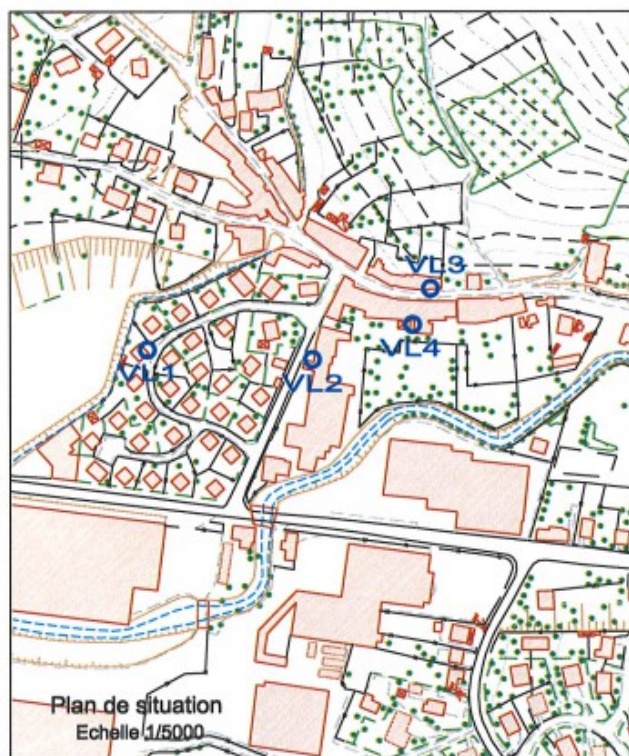 VL3
VL4
VL1
VL2
Plan de situation
Echelle 1/5000